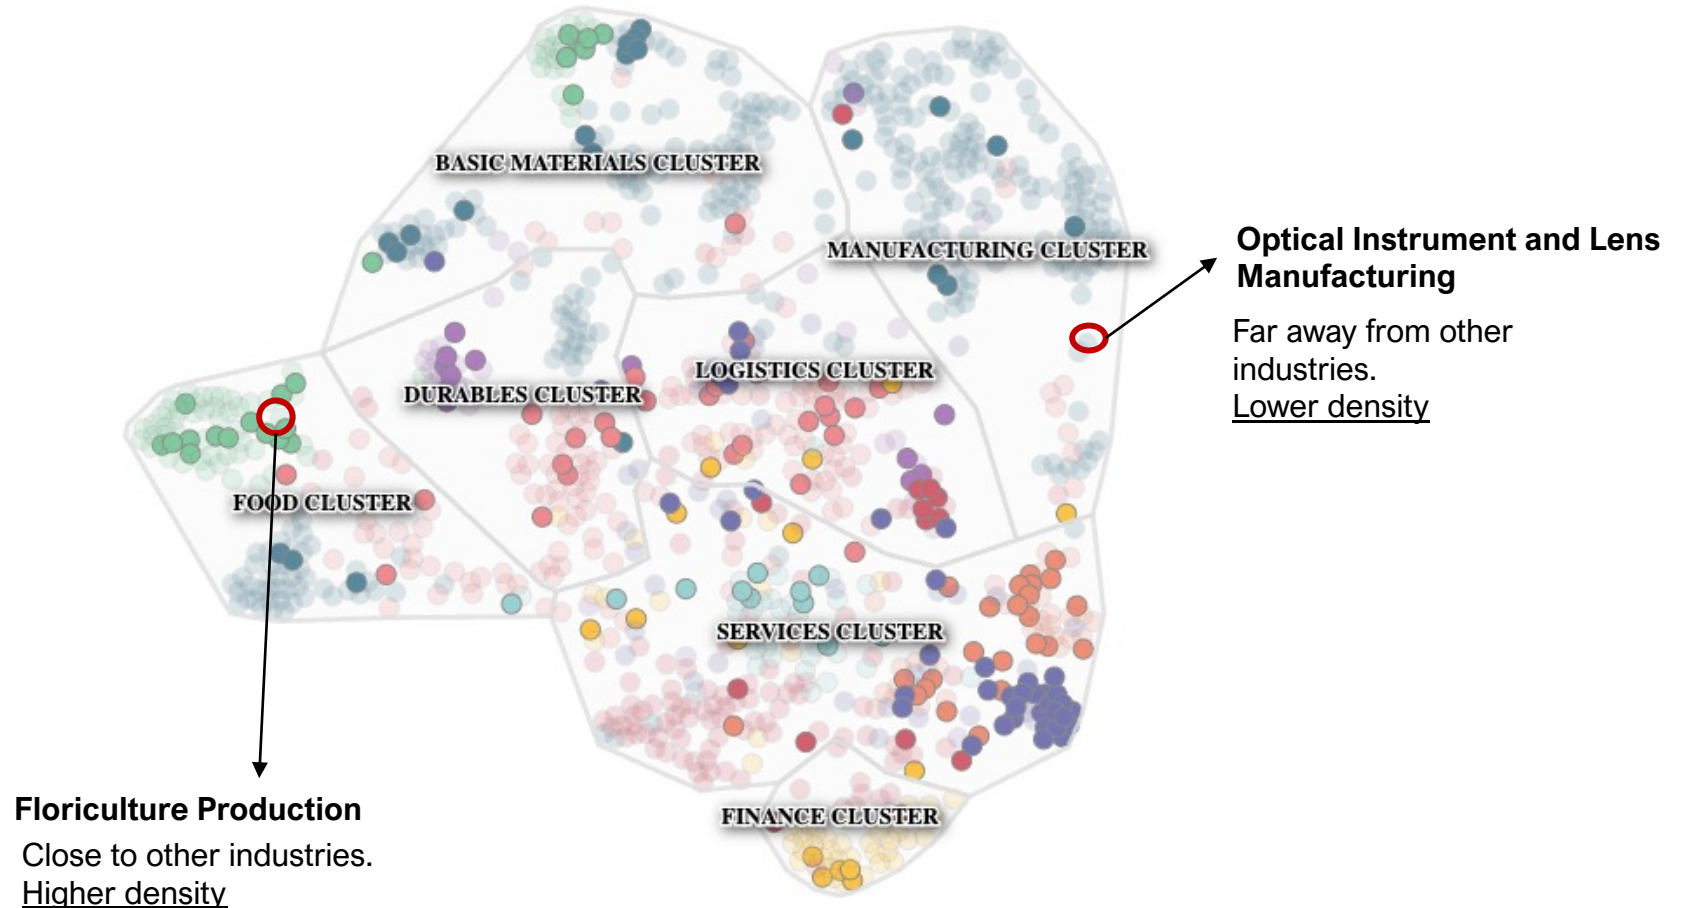 BASIC MATERIALS CLUSTER
MANUFACTURING CLUSTER
Optical Instrument and Lens
Manufacturing
Far away from other
industries.
Lower density
LOGISTICS CLUSTER
DURABLES CLUSTER
FOOD CLUSTER
SERVICES CLUSTER
FINANCE CLUSTER
Floriculture Production
Close to other industries.
Higher density